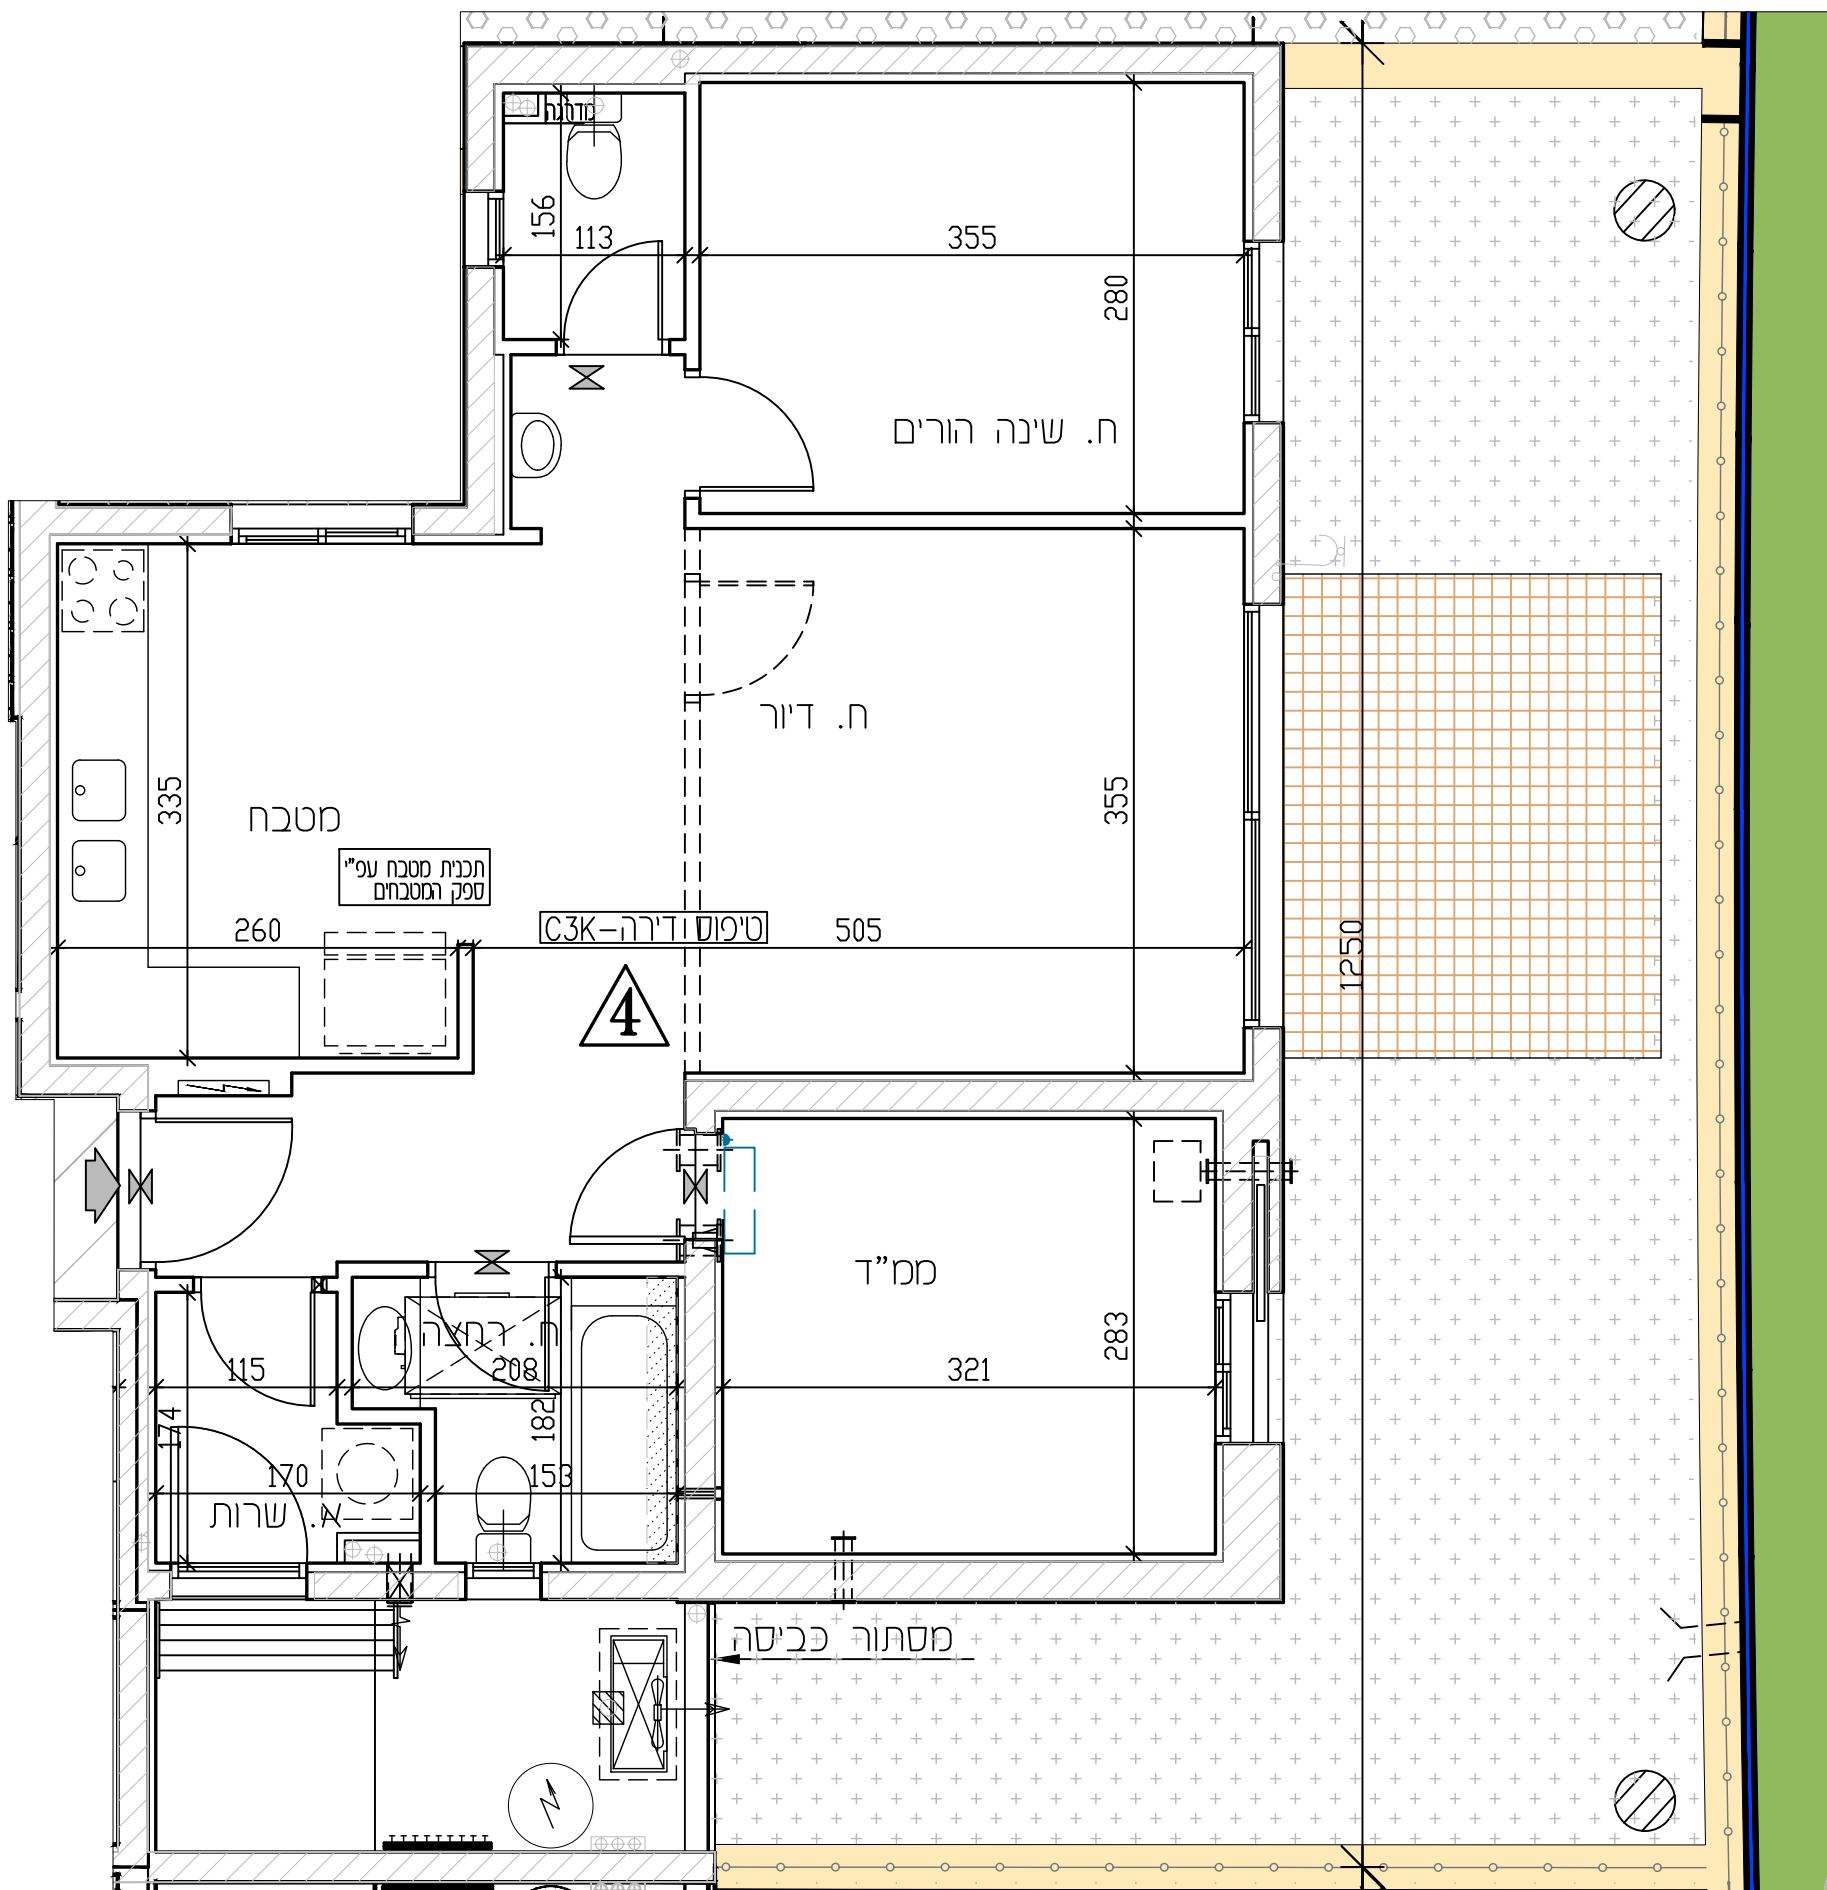 מדרגה
156
113
355
280
ח. שינה הורים
ח. דיור
335
355
מטבח
תכנית מטבח עפ"י
ספק המטבחים
260
טיפוס דירה-C3K
505
1250
4
ממ"ד
ח. רחצה
115
208
321
283
174
182
170
153
א. שרות
מסתור כביסה